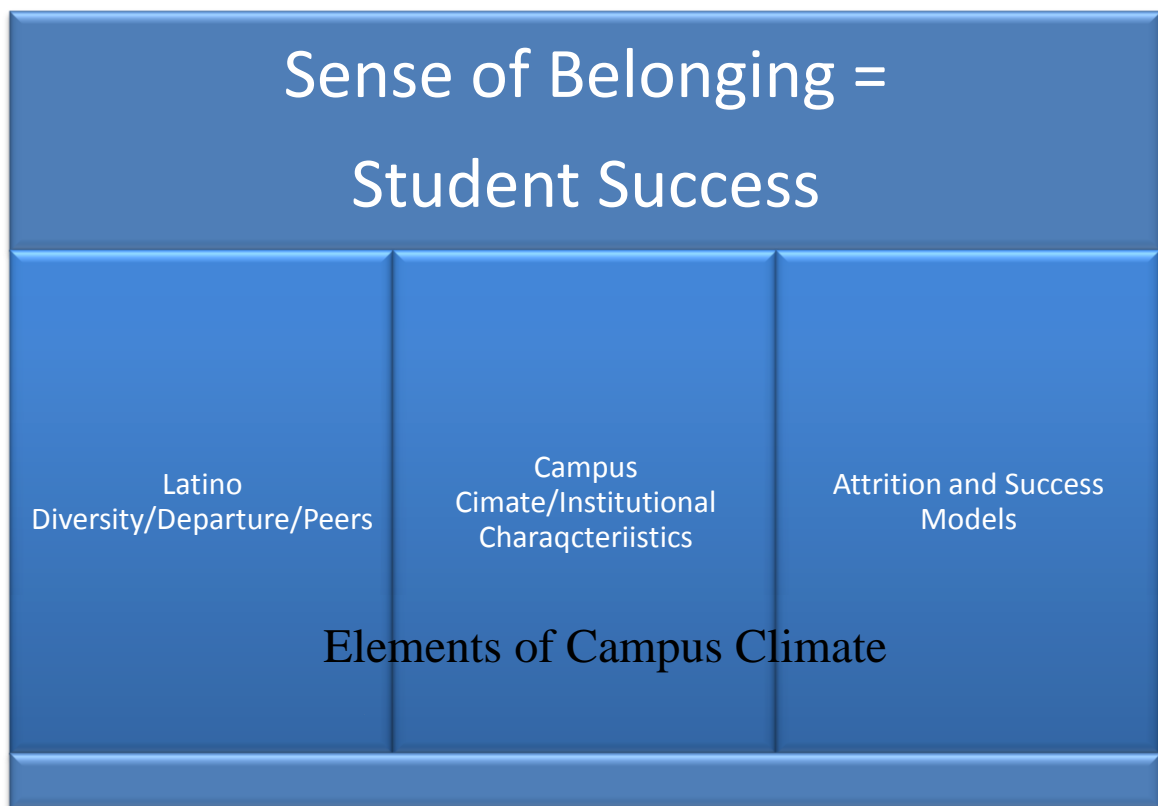 Sense of Belonging =
Student Success
Latino
Diversity/Departure/Peers
Campus
Cimate/Institutional
Charaqcteriistics
Attrition and Success
Models
Elements of Campus Climate